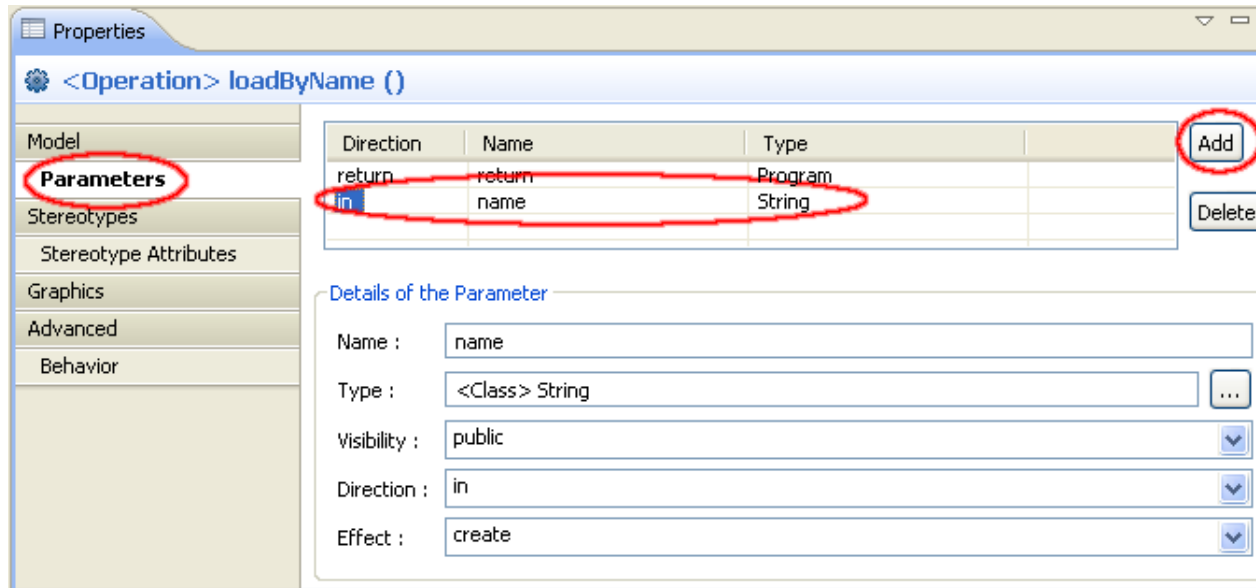 Properties
<Operation> loadByName ()
Model
Parameters
Stereotypes
Stereotype Attributes
Graphics
Advanced
Behavior
Direction Name Type
return return Program
in name String
Add
Delete
Details of the Parameter
Name : name
Type : <Class> String ...
Visibility : public
Direction : in
Effect : create